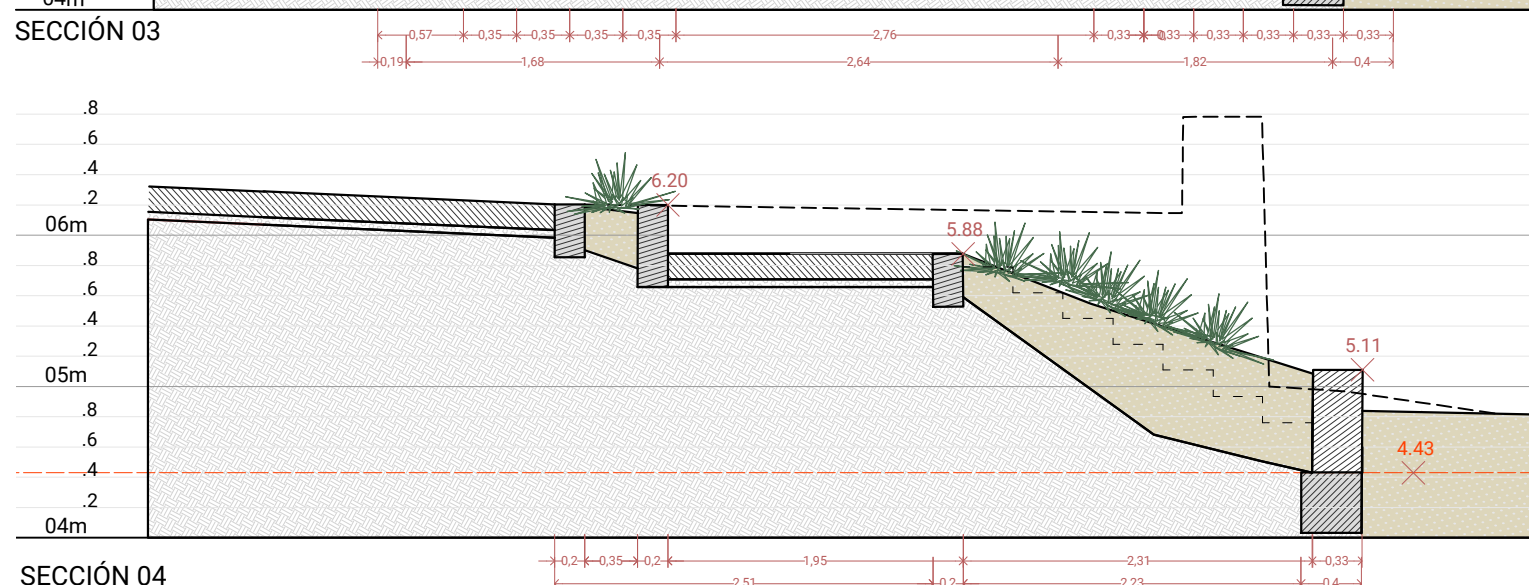 04m
SECCIÓN 03
0,57 0,35 0,35 0,35 0,35 2,76 0,33 0,33 0,33 0,33 0,33 0,33
0,19 1,68 2,64 1,82 0,4
.8
.6
.4
6.20
.2
06m
5.88
.8
.6
.4
.2
5.11
05m
.8
.6
4.43
.4
.2
04m
0,2 0,35 0,2 1,95 2,31 0,33
SECCIÓN 04
2,51 0,2 2,23 0,4